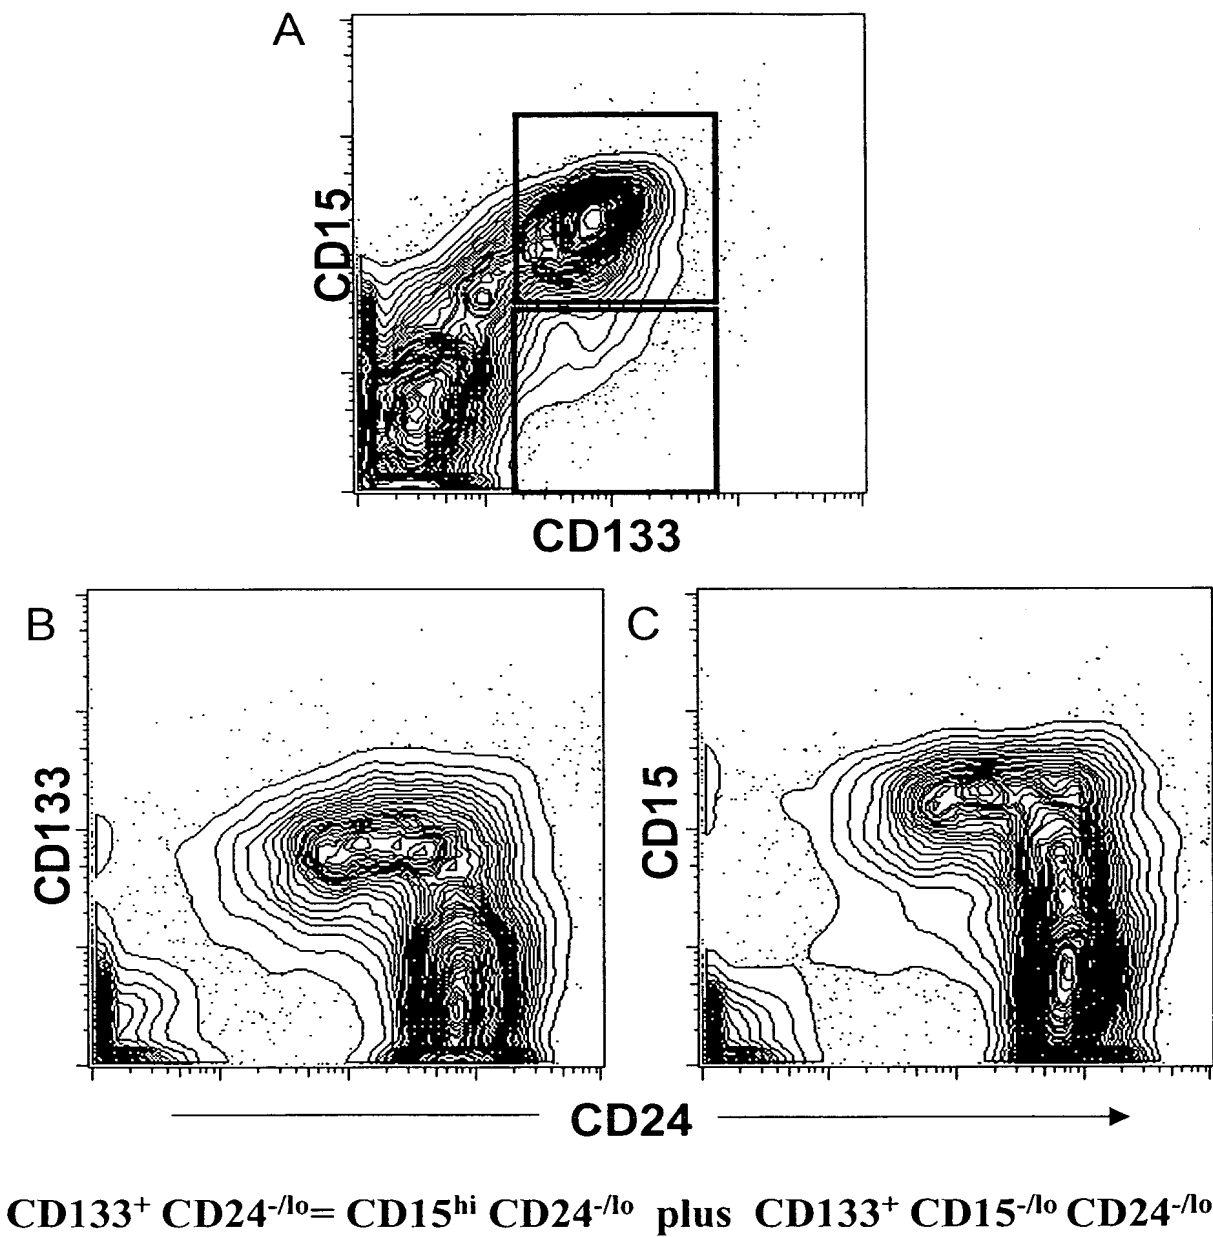 A
CD15
CD133
B
CD133
C
CD15
CD24
CD133⁺ CD24⁻/ˡᵒ= CD15ʰⁱ CD24⁻/ˡᵒ plus CD133⁺ CD15⁻/ˡᵒ CD24⁻/ˡᵒ